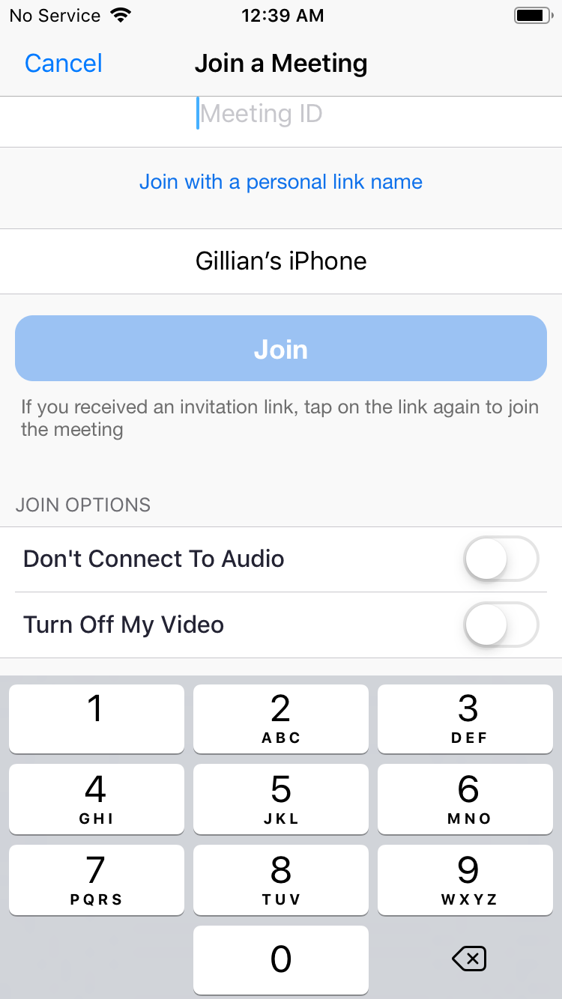 No Service 12:39 AM
Cancel Join a Meeting
Meeting ID
Join with a personal link name
Gillian’s iPhone
Join
If you received an invitation link, tap on the link again to join
the meeting
JOIN OPTIONS
Don't Connect To Audio
Turn Off My Video
1 2 3
ABC DEF
4 5 6
GHI JKL MNO
7 8 9
PQRS TUV WXYZ
0